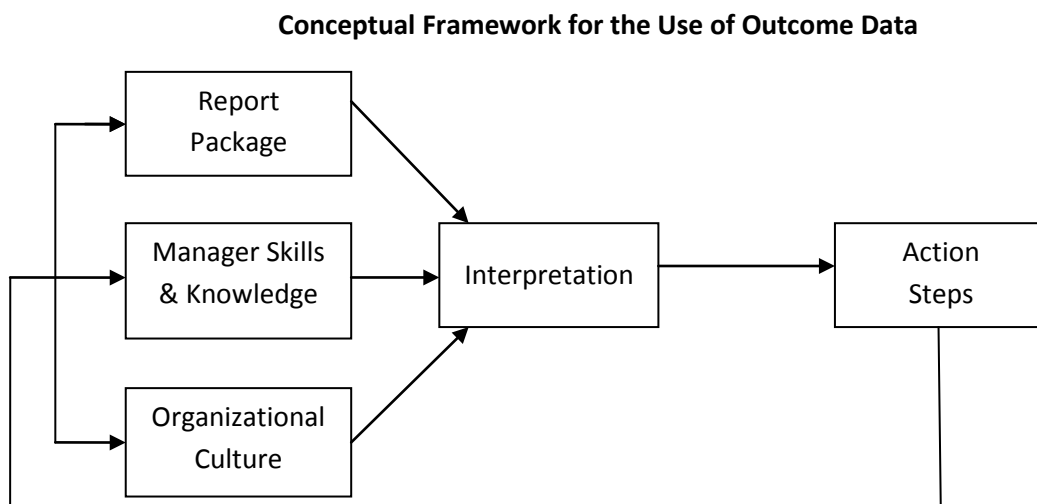 Conceptual Framework for the Use of Outcome Data
Report
Package
Manager Skills
& Knowledge
Interpretation
Action
Steps
Organizational
Culture